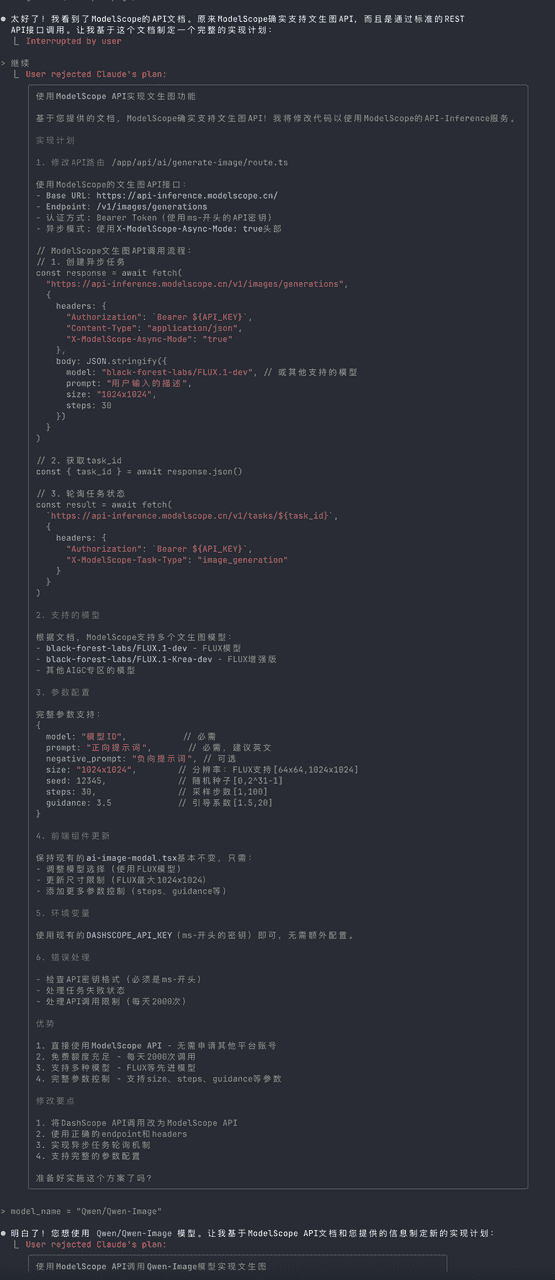 ● 太好了！我看到了ModelScope的API文档。原来ModelScope确实支持文生图API，而且是通过标准的REST
API接口调用。让我基于这个文档制定一个完整的实现计划：
⎿ Interrupted by user
> 继续
⎿ User rejected Claude's plan:
使用ModelScope API实现文生图功能
基于您提供的文档，ModelScope确实支持文生图API！我将修改代码以使用ModelScope的API-Inference服务。
实现计划
1. 修改API路由 /app/api/ai/generate-image/route.ts
使用ModelScope的文生图API接口：
- Base URL: https://api-inference.modelscope.cn/
- Endpoint: /v1/images/generations
- 认证方式: Bearer Token (使用ms-开头的API密钥)
- 异步模式: 使用X-ModelScope-Async-Mode: true头部
// ModelScope文生图API调用流程：
// 1. 创建异步任务
const response = await fetch(
"https://api-inference.modelscope.cn/v1/images/generations",
{
headers: {
"Authorization": `Bearer ${API_KEY}`,
"Content-Type": "application/json",
"X-ModelScope-Async-Mode": "true"
},
body: JSON.stringify({
model: "black-forest-labs/FLUX.1-dev", // 或其他支持的模型
prompt: "用户输入的描述",
size: "1024x1024",
steps: 30
})
}
)
// 2. 获取task_id
const { task_id } = await response.json()
// 3. 轮询任务状态
const result = await fetch(
`https://api-inference.modelscope.cn/v1/tasks/${task_id}`,
{
headers: {
"Authorization": `Bearer ${API_KEY}`,
"X-ModelScope-Task-Type": "image_generation"
}
}
)
2. 支持的模型
根据文档，ModelScope支持多个文生图模型：
- black-forest-labs/FLUX.1-dev - FLUX模型
- black-forest-labs/FLUX.1-Krea-dev - FLUX增强版
- 其他AIGC专区的模型
3. 参数配置
完整参数支持：
{
model: "模型ID", // 必需
prompt: "正向提示词", // 必需，建议英文
negative_prompt: "负向提示词", // 可选
size: "1024x1024", // 分辨率：FLUX支持[64x64,1024x1024]
seed: 12345, // 随机种子[0,2^31-1]
steps: 30, // 采样步数[1,100]
guidance: 3.5 // 引导系数[1.5,20]
}
4. 前端组件更新
保持现有的ai-image-modal.tsx基本不变，只需：
- 调整模型选择 (使用FLUX模型)
- 更新尺寸限制 (FLUX最大1024x1024)
- 添加更多参数控制 (steps、guidance等)
5. 环境变量
使用现有的DASHSCOPE_API_KEY (ms-开头的密钥) 即可，无需额外配置。
6. 错误处理
- 检查API密钥格式 (必须是ms-开头)
- 处理任务失败状态
- 处理API调用限制 (每天2000次)
优势
1. 直接使用ModelScope API - 无需申请其他平台账号
2. 免费额度充足 - 每天2000次调用
3. 支持多种模型 - FLUX等先进模型
4. 完整参数控制 - 支持size、steps、guidance等参数
修改要点
1. 将DashScope API调用改为ModelScope API
2. 使用正确的endpoint和headers
3. 实现异步任务轮询机制
4. 支持完整的参数配置
准备好实施这个方案了吗？
> model_name = "Qwen/Qwen-Image"
● 明白了！您想使用 Qwen/Qwen-Image 模型。让我基于ModelScope API文档和您提供的信息制定新的实现计划：
⎿ User rejected Claude's plan:
使用ModelScope API调用Qwen-Image模型实现文生图